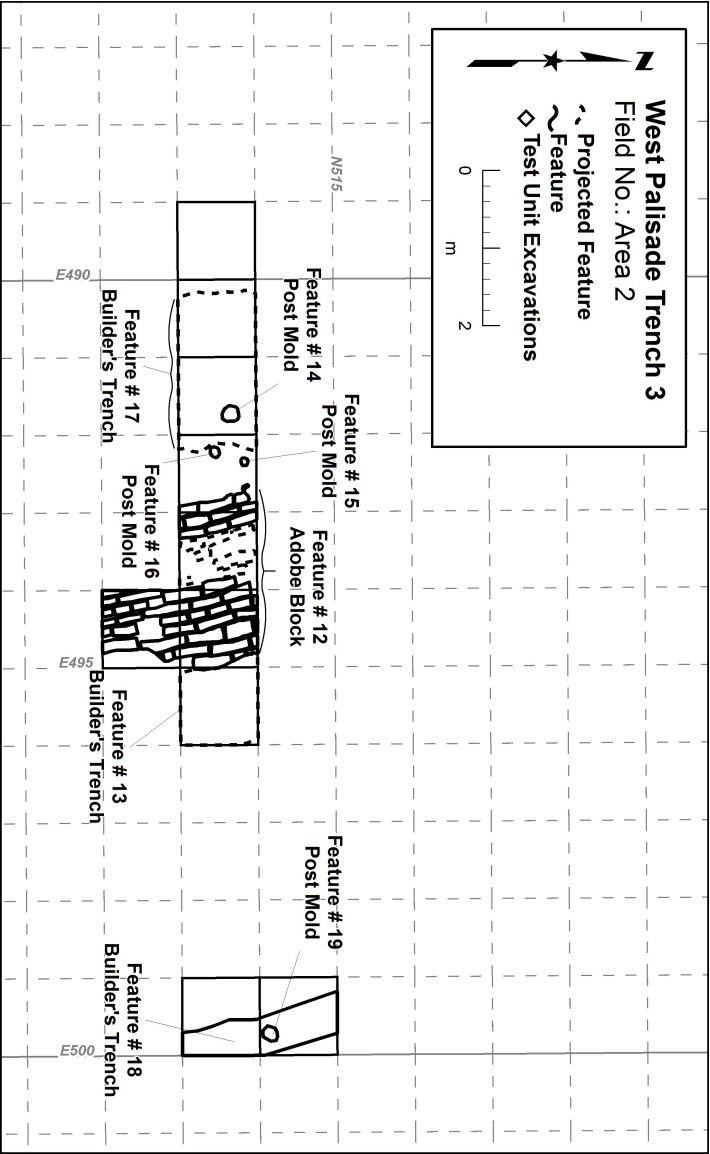 N
West Palisade Trench 3
Field No.: Area 2
Projected Feature
Feature
Test Unit Excavations
0
2
m
N515
E490
E495
E500
Feature # 14
Post Mold
Feature # 15
Post Mold
Feature # 12
Adobe Block
Feature # 17
Builder's Trench
Feature # 16
Post Mold
Feature # 13
Builder's Trench
Feature # 19
Post Mold
Feature # 18
Builder's Trench